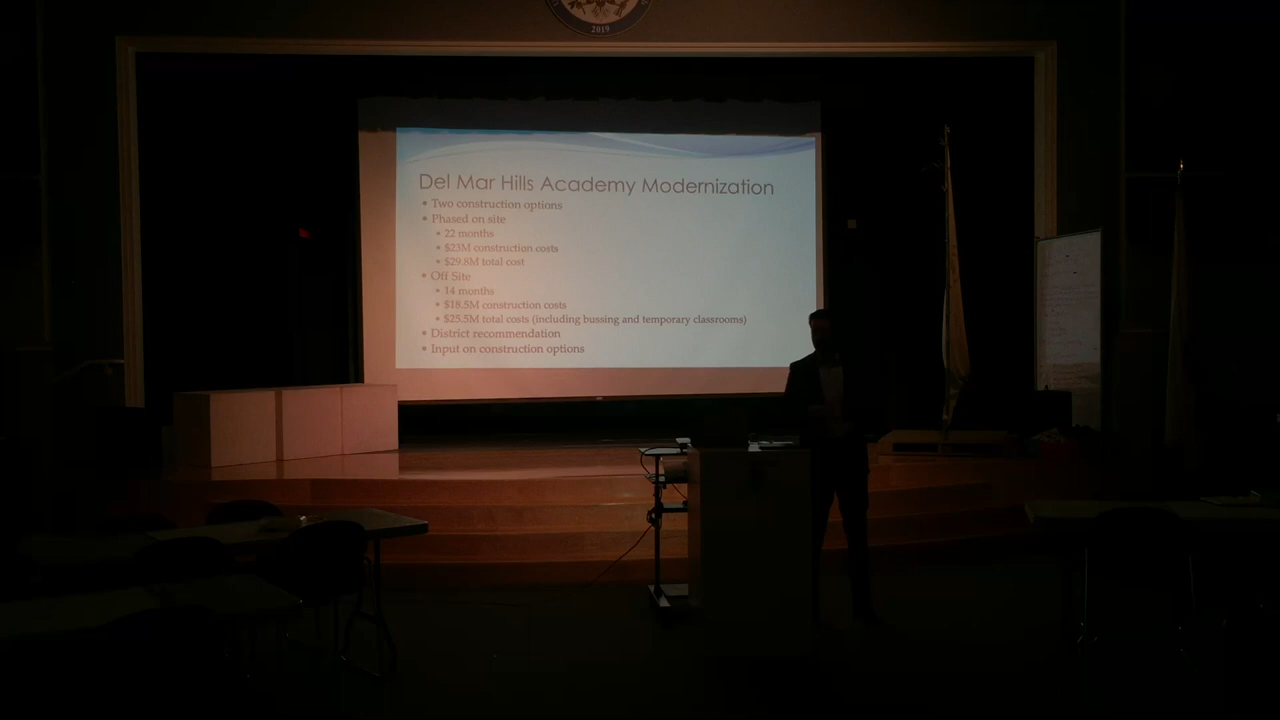 2019
Del Mar Hills Academy Modernization
• Two construction options
• Phased on site
• 22 months
• $23M construction costs
• $29.8M total cost
• Off Site
• 14 months
• $18.5M construction costs
• $25.5M total costs (including bussing and temporary classrooms)
• District recommendation
• Input on construction options